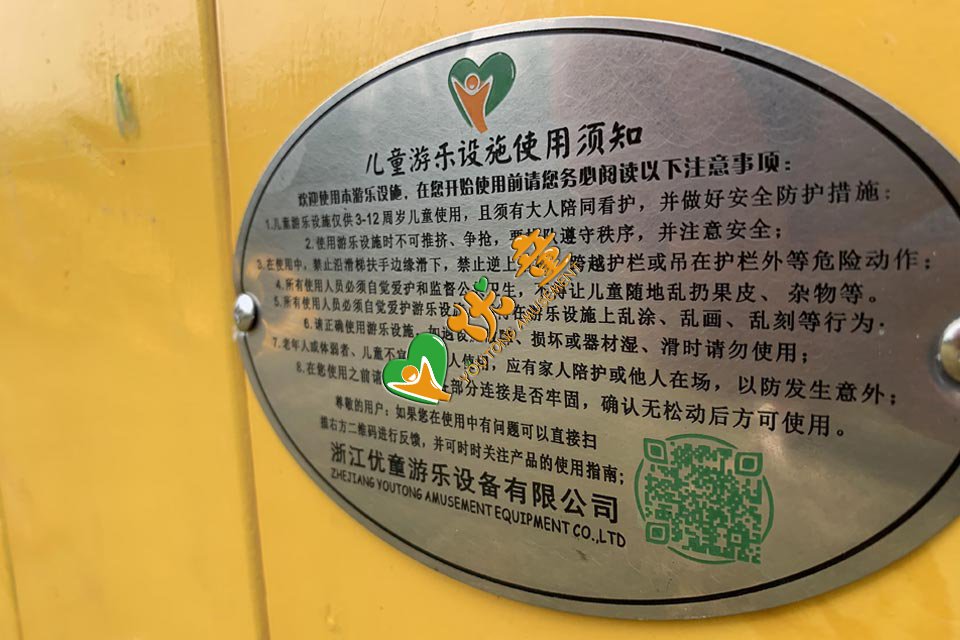 儿童游乐设施使用须知
欢迎使用本游乐设施，在您开始使用前请您务必阅读以下注意事项：
1.儿童游乐设施仅供3-12周岁儿童使用，且须有大人陪同看护，并做好安全防护措施；
2.使用游乐设施时不可推挤、争抢，要 遵守秩序，并注意安全；
3.在使用中，禁止沿滑梯扶手边缘滑下，禁止逆上 跨越护栏或吊在护栏外等危险动作；
4.所有使用人员必须自觉爱护和监督公共卫生，不得让儿童随地乱扔果皮、杂物等。
5.所有使用人员必须自觉爱护游乐设 在游乐设施上乱涂、乱画、乱刻等行为；
6.请正确使用游乐设施，如遇 、损坏或器材湿、滑时请勿使用；
7.老年人或体弱者、儿童不宜 人使用，应有家人陪护或他人在场，以防发生意外；
8.在您使用之前请 部分连接是否牢固，确认无松动后方可使用。
尊敬的用户：如果您在使用中有问题可以直接扫
描右方二维码进行反馈，并可时时关注产品的使用指南；
浙江优童游乐设备有限公司
ZHEJIANG YOUTONG AMUSEMENT EQUIPMENT CO.,LTD
优童
YOUTONG AMUSEMENT